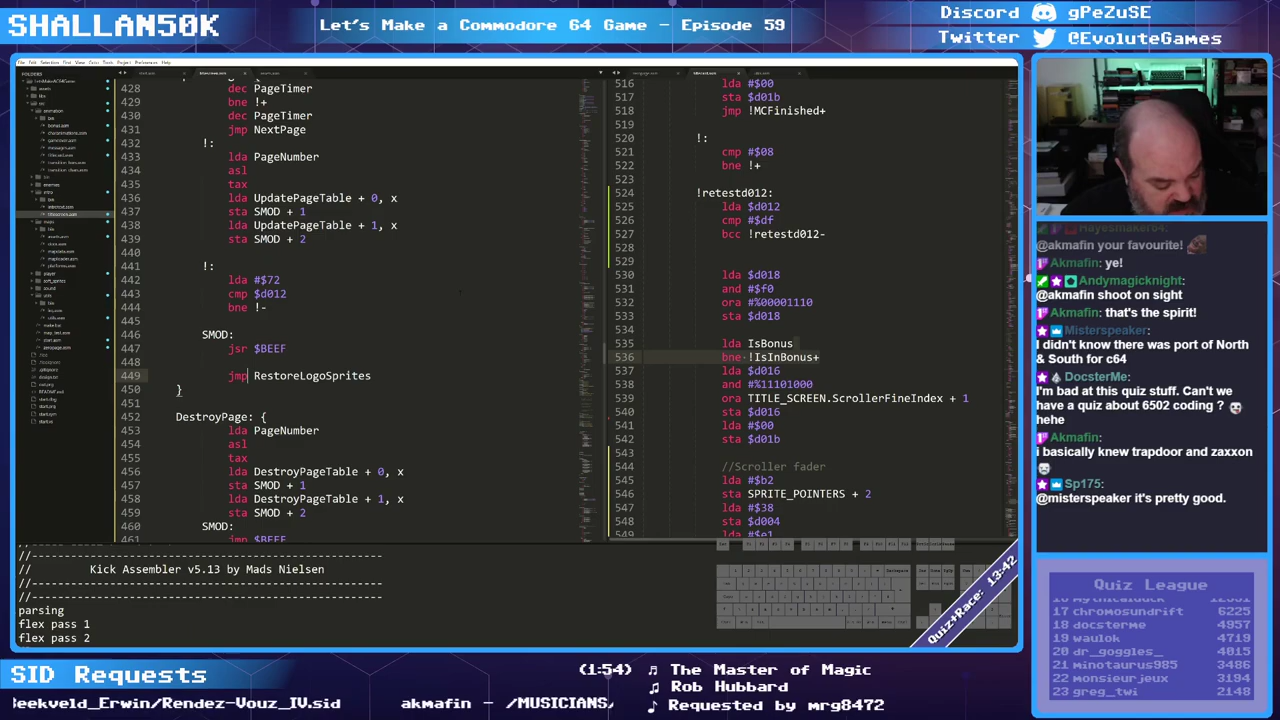 SHALLAN50K
Let's Make a Commodore 64 Game - Episode 59
Discord gPeZuSE
Twitter @EvoluteGames
FOLDERS
428 dec PageTimer
429 bne !+
430 dec PageTimer
431 jmp NextPage
432 !:
433 lda PageNumber
434 asl
435 tax
436 lda UpdatePageTable + 0, x
437 sta SMOD + 1
438 lda UpdatePageTable + 1, x
439 sta SMOD + 2
440
441 !:
442 lda #$72
443 cmp $d012
444 bne !-
445
446 SMOD:
447 jsr $BEEF
448
449 jmp RestoreLogoSprites
450 }
451
452 DestroyPage: {
453 lda PageNumber
454 asl
455 tax
456 lda DestroyPageTable + 0, x
457 sta SMOD + 1
458 lda DestroyPageTable + 1, x
459 sta SMOD + 2
460 SMOD:
461 jmp $BEEF
516 lda #$00
517 sta $d01b
518 jmp !MCFinished+
519
520 !:
521 cmp #$08
522 bne !+
523
524 !retestd012:
525 lda $d012
526 cmp #$df
527 bcc !retestd012-
528
529
530 lda $d018
531 and #$f0
532 ora #%00001110
533 sta $d018
534
535 lda IsBonus
536 bne !IsInBonus+
537 lda $d016
538 and #%11101000
539 ora TITLE_SCREEN.ScrollerFineIndex + 1
540 sta $d016
541 lda #$00
542 sta $d01b
543
544 //Scroller fader
545 lda #$b2
546 sta SPRITE_POINTERS + 2
547 lda #$38
548 sta $d004
549 lda #$e1
//------------------------------------------------------
// Kick Assembler v5.13 by Mads Nielsen
//------------------------------------------------------
parsing
flex pass 1
flex pass 2
Quiz+Race: 13:42
Hayesmaker64:
@akmafin your favourite!
Akmafin: ye!
Andymagicknight:
@akmafin shoot on sight
Akmafin: that's the spirit!
Misterspeaker:
I didn't know there was port of North
& South for c64
DocsterMe:
I'm bad at this quiz stuff. Can't we
have a quiz about 6502 coding ?
hehe
Akmafin:
i basically knew trapdoor and zaxxon
Sp175:
@misterspeaker it's pretty good.
Quiz League
17 chromosundrift 6225
18 docsterme 4957
19 waulok 4719
20 dr_goggles_ 4015
21 minotaurus985 3486
22 monsieurjeux 3194
23 greg_twi 2148
SID Requests
Beekveld_Erwin/Rendez-Vouz_IV.sid akmafin - /MUSICIANS/
(1:54) ♫ The Master of Magic
♫ Rob Hubbard
♪ Requested by mrg8472